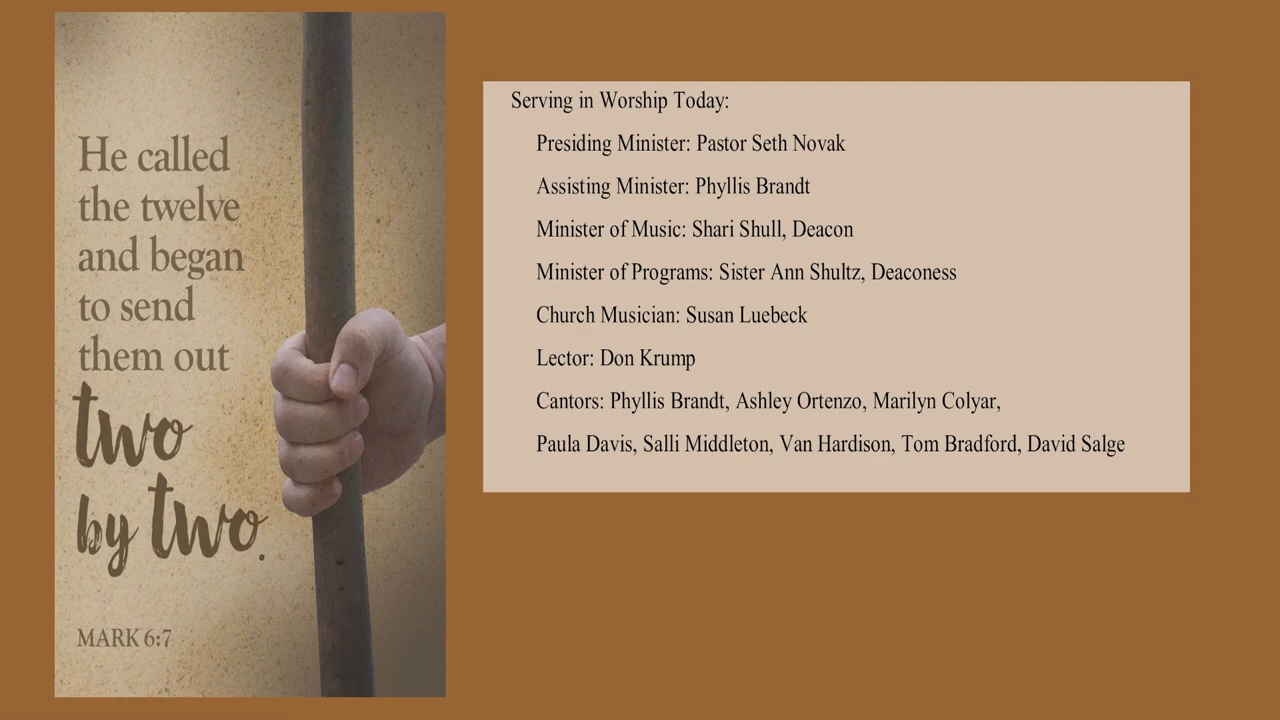 He called
the twelve
and began
to send
them out
two
by two.
MARK 6:7
Serving in Worship Today:
Presiding Minister: Pastor Seth Novak
Assisting Minister: Phyllis Brandt
Minister of Music: Shari Shull, Deacon
Minister of Programs: Sister Ann Shultz, Deaconess
Church Musician: Susan Luebeck
Lector: Don Krump
Cantors: Phyllis Brandt, Ashley Ortenzo, Marilyn Colyar,
Paula Davis, Salli Middleton, Van Hardison, Tom Bradford, David Salge